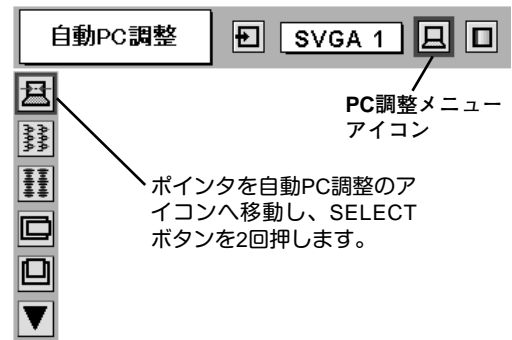 自動PC調整
SVGA 1
PC調整メニュー
アイコン
ポインタを自動PC調整のア
イコンへ移動し、SELECT
ボタンを2回押します。